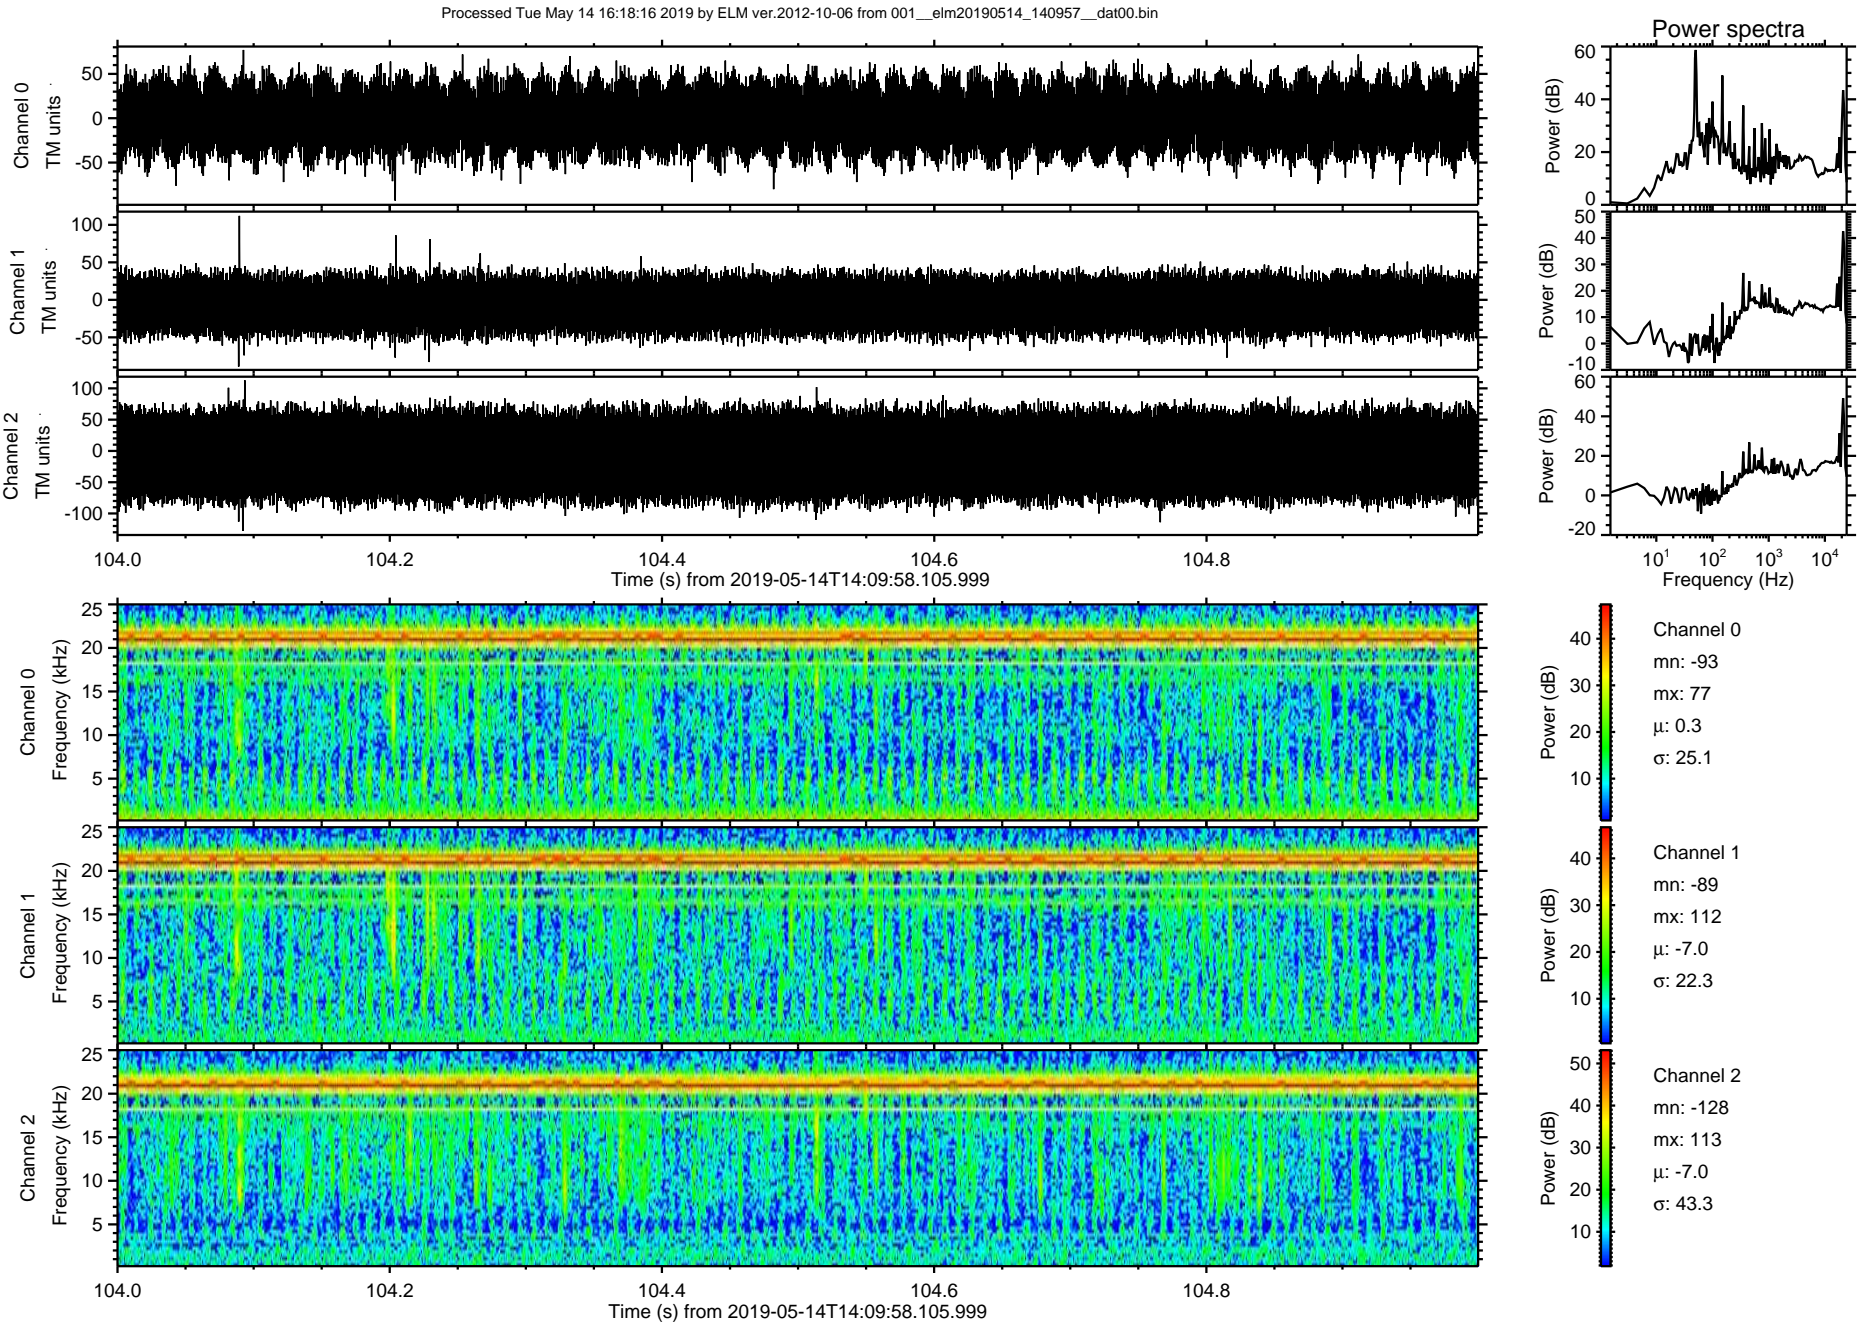 Processed Tue May 14 16:18:16 2019 by ELM ver.2012-10-06 from 001__elm20190514_140957__dat00.bin
Power spectra
Channel 0
TM units
50
0
-50
Power (dB)
60
40
20
0
Channel 1
TM units
100
50
0
-50
Power (dB)
50
40
30
20
10
0
-10
Channel 2
TM units
100
50
0
-50
-100
Power (dB)
60
40
20
0
-20
104.0 104.2 104.4 104.6 104.8
Time (s) from 2019-05-14T14:09:58.105.999
10^1 10^2 10^3 10^4
Frequency (Hz)
Channel 0
Frequency (kHz)
25
20
15
10
5
Power (dB)
40
30
20
10
Channel 0
mn: -93
mx: 77
μ: 0.3
σ: 25.1
Channel 1
Frequency (kHz)
25
20
15
10
5
Power (dB)
40
30
20
10
Channel 1
mn: -89
mx: 112
μ: -7.0
σ: 22.3
Channel 2
Frequency (kHz)
25
20
15
10
5
Power (dB)
50
40
30
20
10
Channel 2
mn: -128
mx: 113
μ: -7.0
σ: 43.3
104.0 104.2 104.4 104.6 104.8
Time (s) from 2019-05-14T14:09:58.105.999